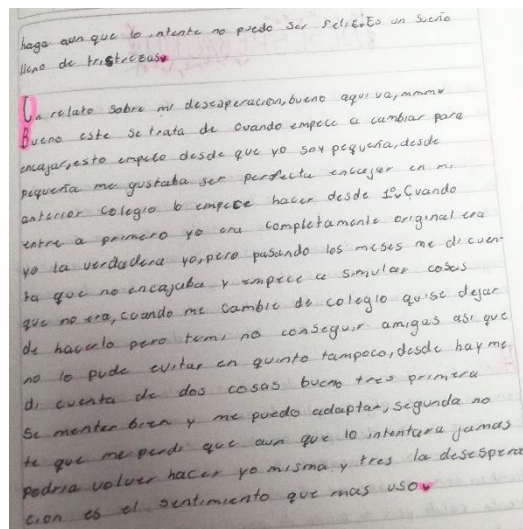 haga aun que lo intente no puedo ser feliz. Es un sueño
lleno de tristezas.
Un relato sobre mi desesperacion, bueno aqui va, mmmm
Bueno este se trata de Cuando empece a cambiar para
encajar, esto empezo desde que yo soy pequeña, desde
pequeña me gustaba ser perfecta encajar en mi
anterior colegio lo empece hacer desde 1º. Cuando
entre a primero yo era completamente original era
yo la verdadera yo, pero pasando los meses me di cuen-
ta que no encajaba y empece a simular cosas
que no era, cuando me cambie de colegio quise dejar
de hacerlo pero temi no conseguir amigas asi que
no lo pude evitar en quinto tampoco, desde hay me
di cuenta de dos cosas bueno tres primera
se menter bien y me puedo adaptar, segunda no
te que me perdi que aun que lo intentara jamas
podria volver hacer yo misma y tres la desespera
cion es el sentimiento que mas uso.